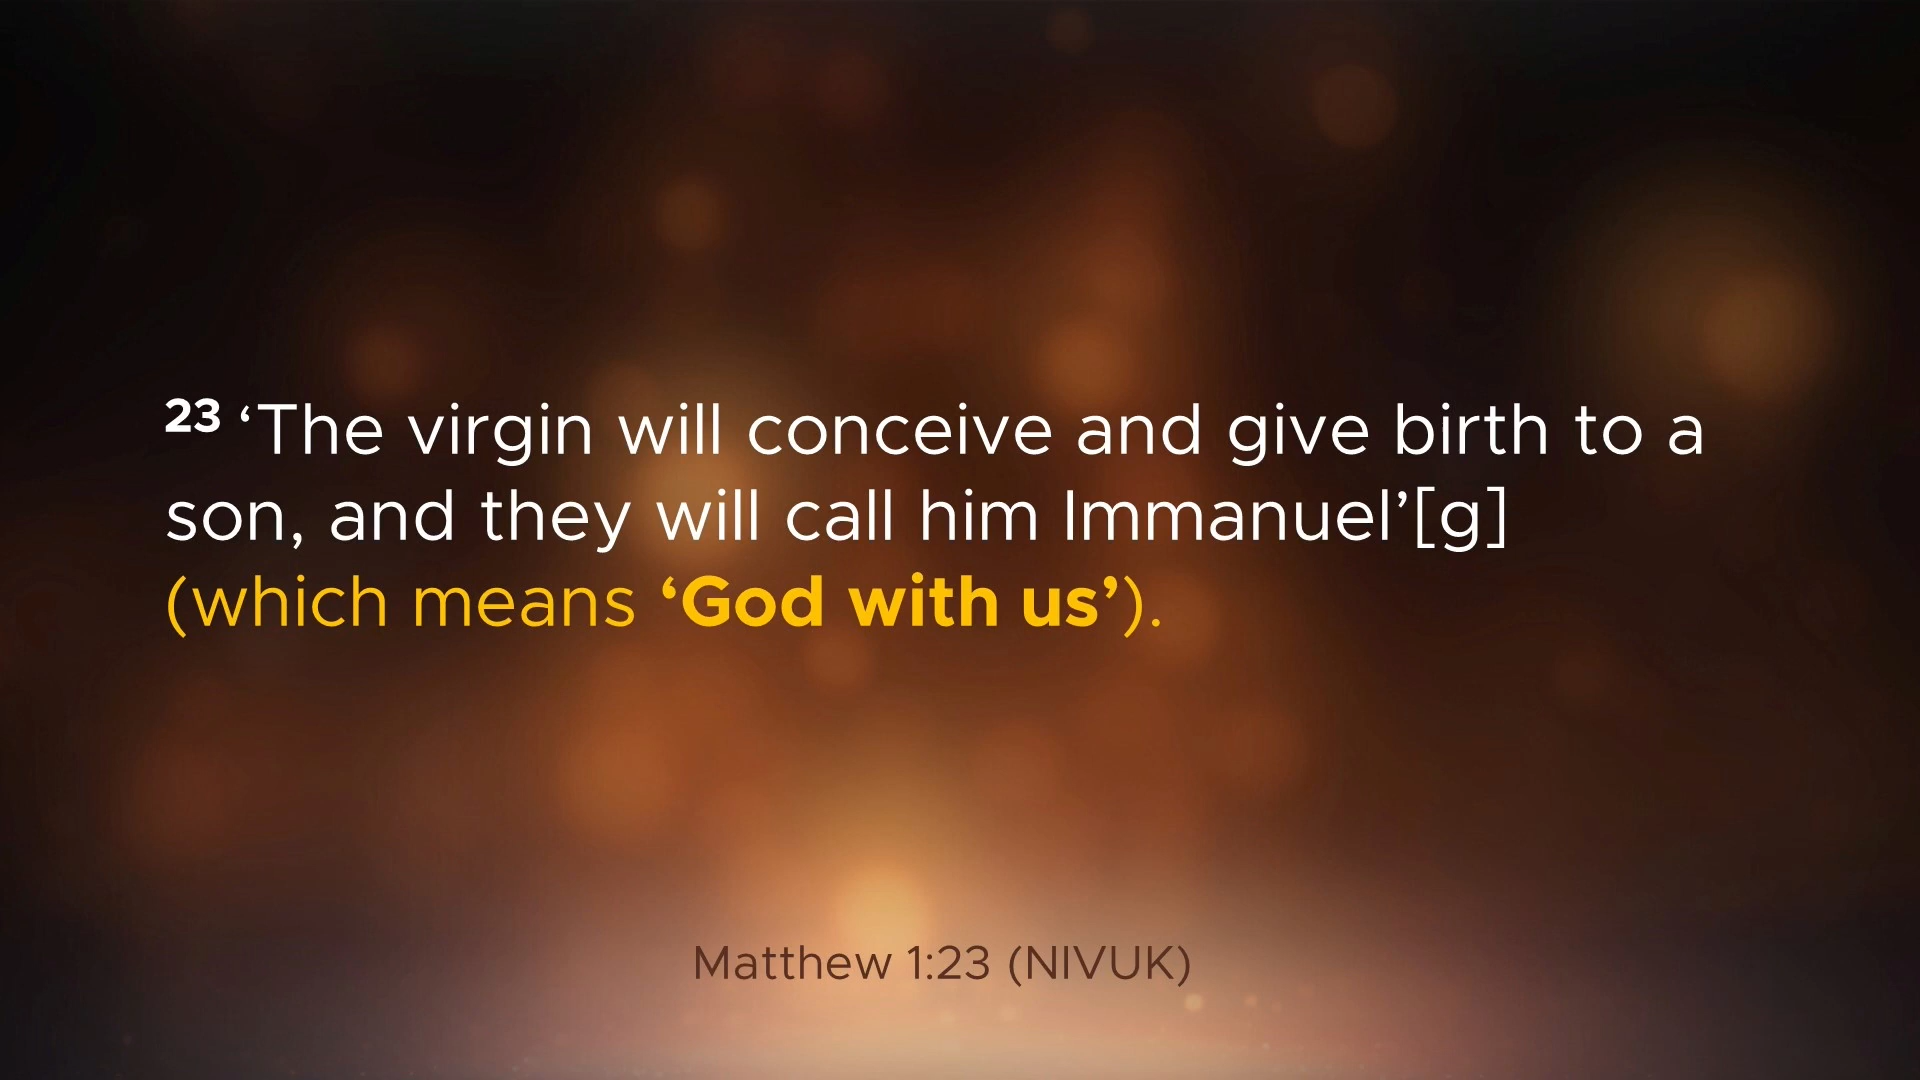 23 ‘The virgin will conceive and give birth to a
son, and they will call him Immanuel’[g]
(which means ‘God with us’).
Matthew 1:23 (NIVUK)